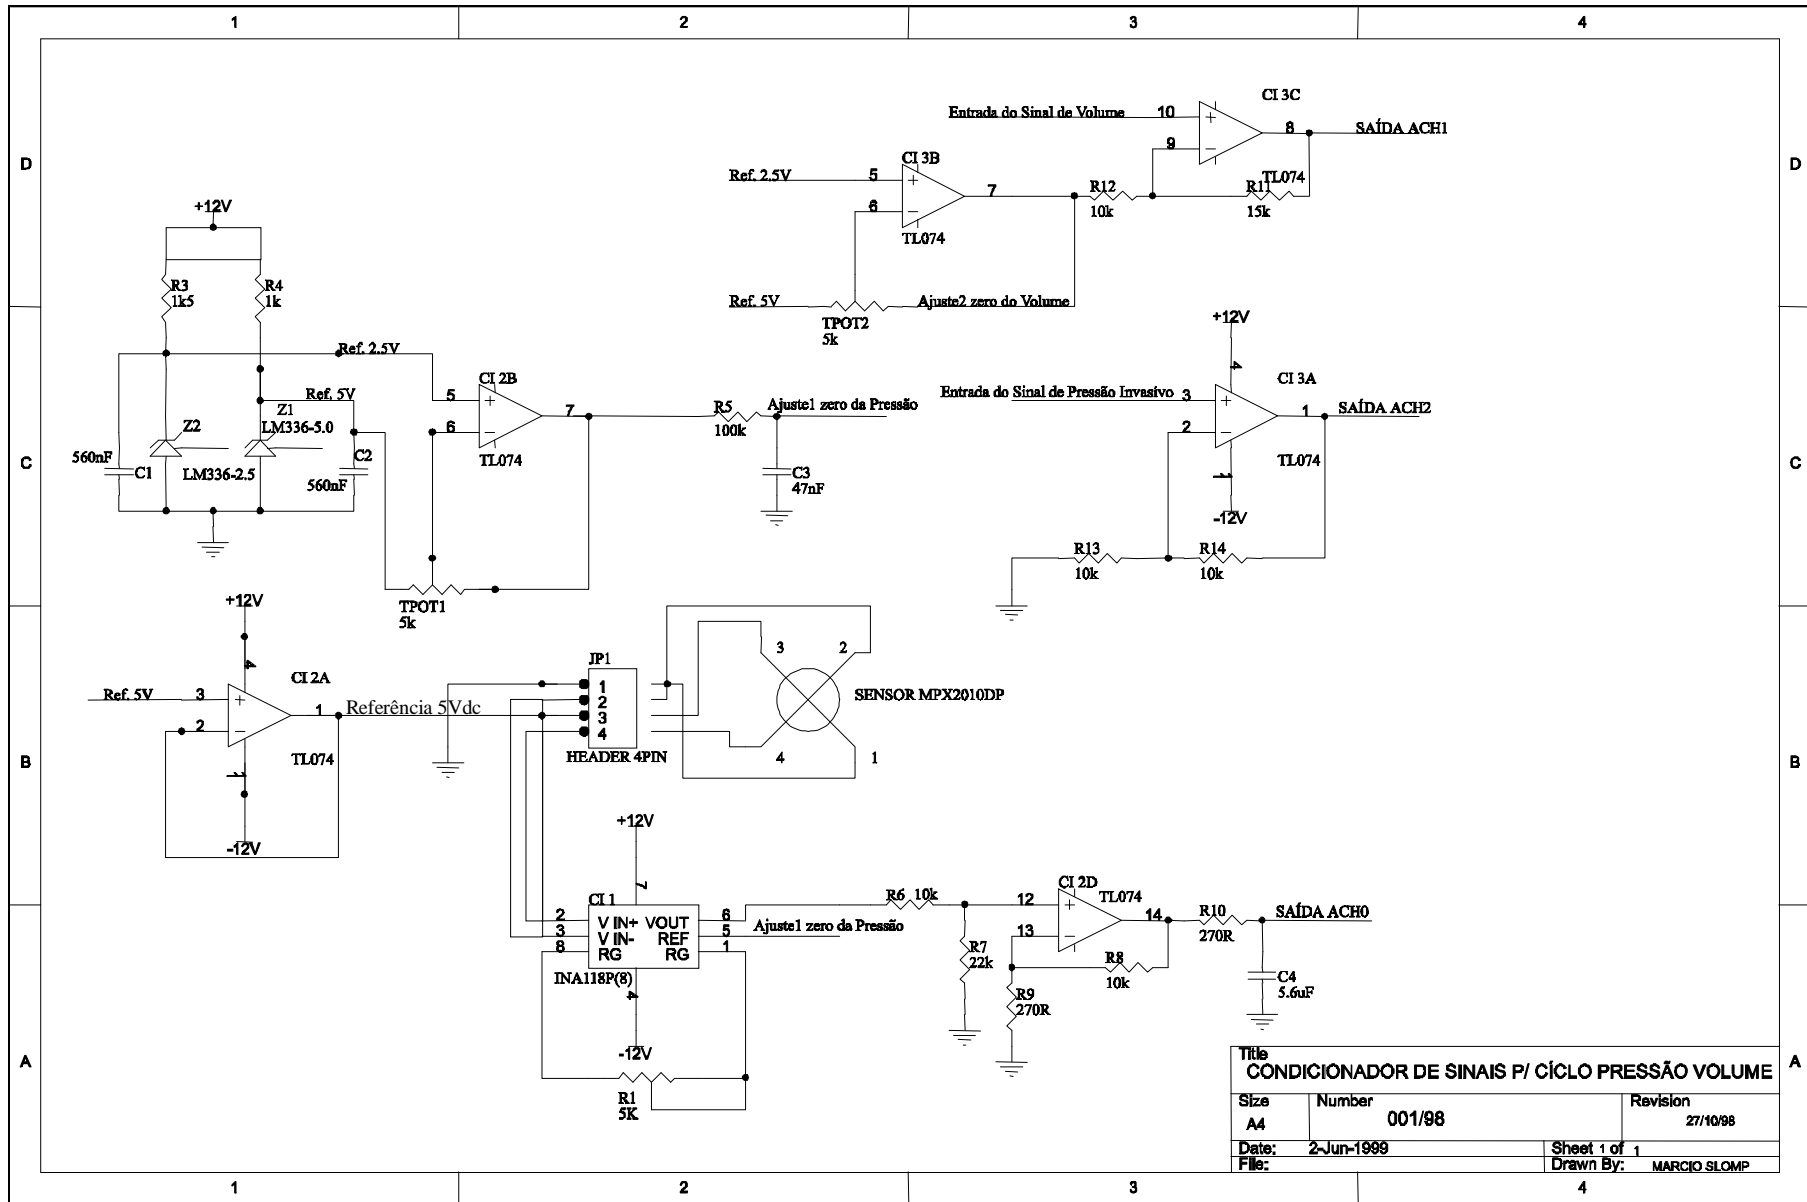 1 2 3 4
D D
C C
B B
A A
CI 3C
Entrada do Sinal de Volume 10
+
8 SAÍDA ACH1
9
−
TL074
CI 3B
Ref. 2.5V 5
+
7
6
−
TL074
R12
10k
R11
15k
Ref. 5V
Ajuste2 zero do Volume
TPOT2
5k
+12V
R3
1k5
R4
1k
Ref. 2.5V
Ref. 5V
Z1
LM336-5.0
Z2
LM336-2.5
560nF
C1
C2
560nF
CI 2B
5
+
7
6
−
TL074
R5
100k
Ajuste1 zero da Pressão
C3
47nF
TPOT1
5k
+12V
4
CI 3A
Entrada do Sinal de Pressão Invasivo 3
+
1 SAÍDA ACH2
2
−
TL074
11
-12V
R13
10k
R14
10k
+12V
4
CI 2A
Ref. 5V 3
+
1 Referência 5Vdc
2
−
TL074
11
-12V
JP1
1
2
3
4
HEADER 4PIN
3 2
SENSOR MPX2010DP
4 1
+12V
7
CI 1
2 V IN+ VOUT 6
3 V IN- REF 5 Ajuste1 zero da Pressão
8 RG RG 1
INA118P(8)
4
-12V
R1
5K
R6 10k
R7
22k
CI 2D
TL074
12
+
14
13
−
R8
10k
R9
270R
R10
270R
SAÍDA ACH0
C4
5.6uF
Title
CONDICIONADOR DE SINAIS P/ CÍCLO PRESSÃO VOLUME
Size Number Revision
A4 001/98 27/10/98
Date: 2-Jun-1999 Sheet 1 of 1
File: Drawn By: MARCIO SLOMP
1 2 3 4